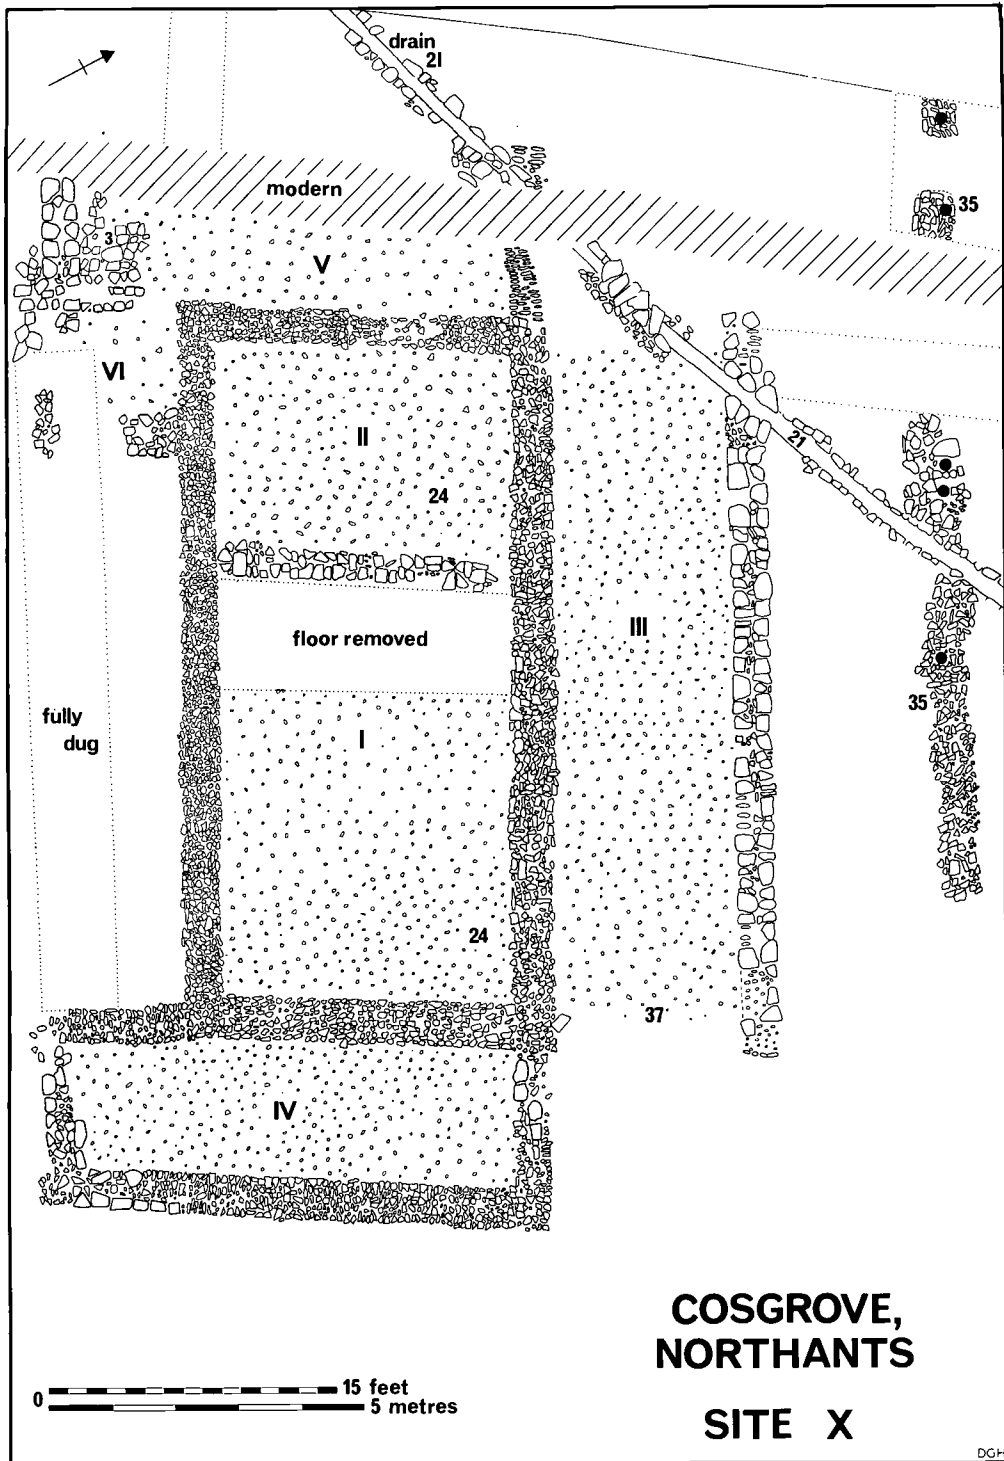 drain
21
modern
35
3
V
VI
II
21
24
floor removed
III
fully
dug
I
35
24
37
IV
COSGROVE,
NORTHANTS
SITE X
0
15 feet
5 metres
DGH